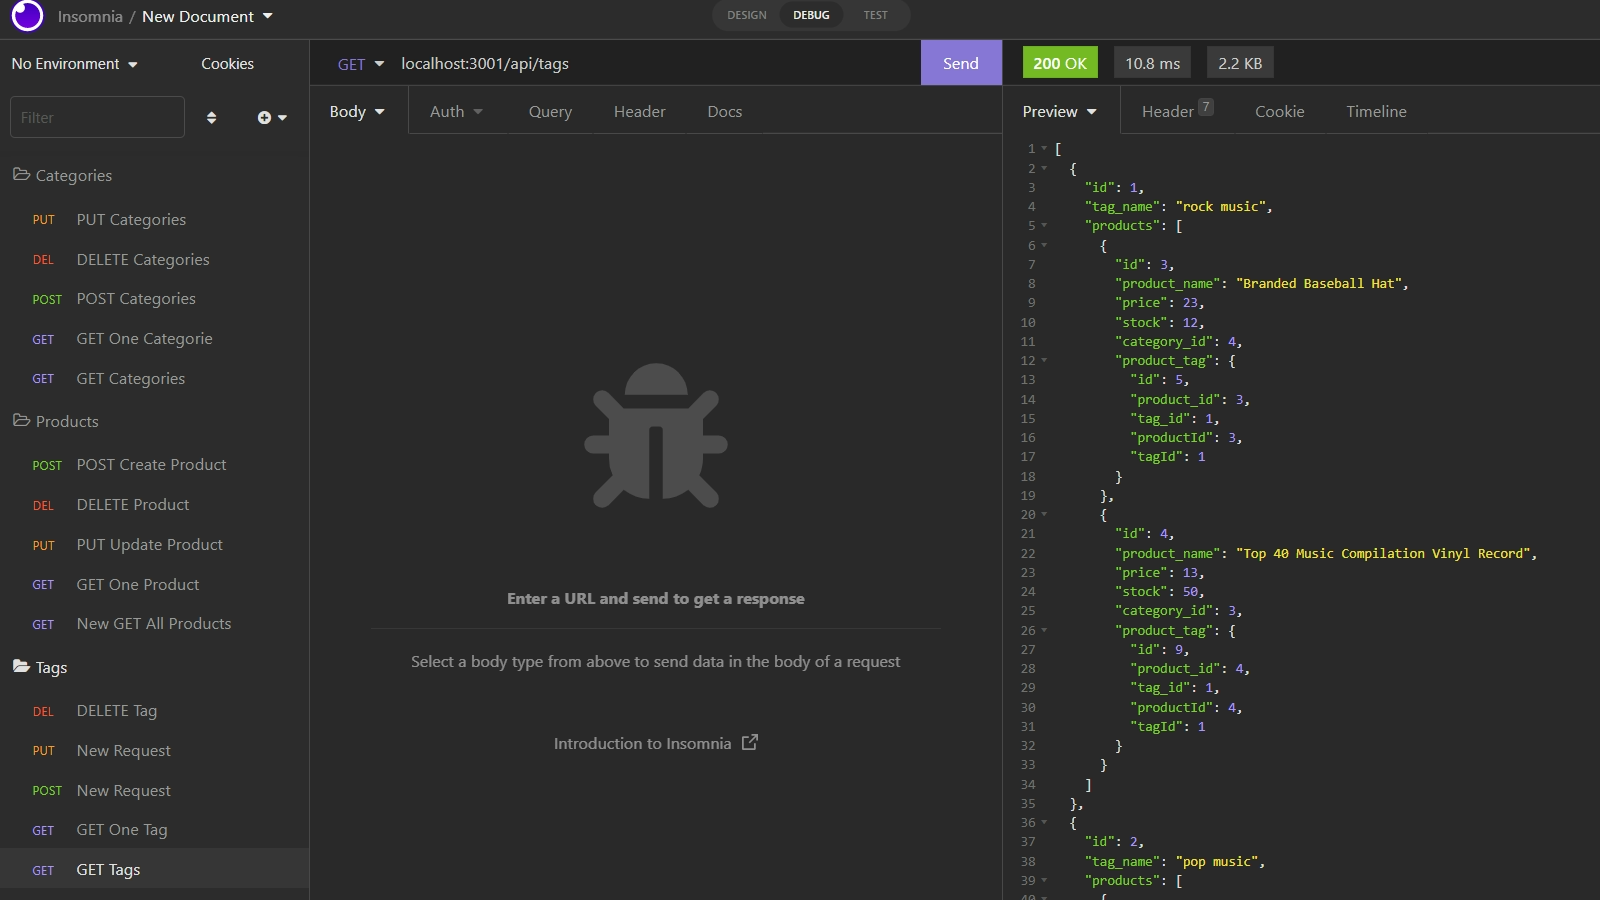 Insomnia / New Document
DESIGN DEBUG TEST
No Environment
Cookies
Filter
Categories
PUT PUT Categories
DEL DELETE Categories
POST POST Categories
GET GET One Categorie
GET GET Categories
Products
POST POST Create Product
DEL DELETE Product
PUT PUT Update Product
GET GET One Product
GET New GET All Products
Tags
DEL DELETE Tag
PUT New Request
POST New Request
GET GET One Tag
GET GET Tags
GET localhost:3001/api/tags Send
Body Auth Query Header Docs
Enter a URL and send to get a response
Select a body type from above to send data in the body of a request
Introduction to Insomnia
200 OK 10.8 ms 2.2 KB
Preview Header 7 Cookie Timeline
1 [
2 {
3 "id": 1,
4 "tag_name": "rock music",
5 "products": [
6 {
7 "id": 3,
8 "product_name": "Branded Baseball Hat",
9 "price": 23,
10 "stock": 12,
11 "category_id": 4,
12 "product_tag": {
13 "id": 5,
14 "product_id": 3,
15 "tag_id": 1,
16 "productId": 3,
17 "tagId": 1
18 }
19 },
20 {
21 "id": 4,
22 "product_name": "Top 40 Music Compilation Vinyl Record",
23 "price": 13,
24 "stock": 50,
25 "category_id": 3,
26 "product_tag": {
27 "id": 9,
28 "product_id": 4,
29 "tag_id": 1,
30 "productId": 4,
31 "tagId": 1
32 }
33 }
34 ]
35 },
36 {
37 "id": 2,
38 "tag_name": "pop music",
39 "products": [
40 {